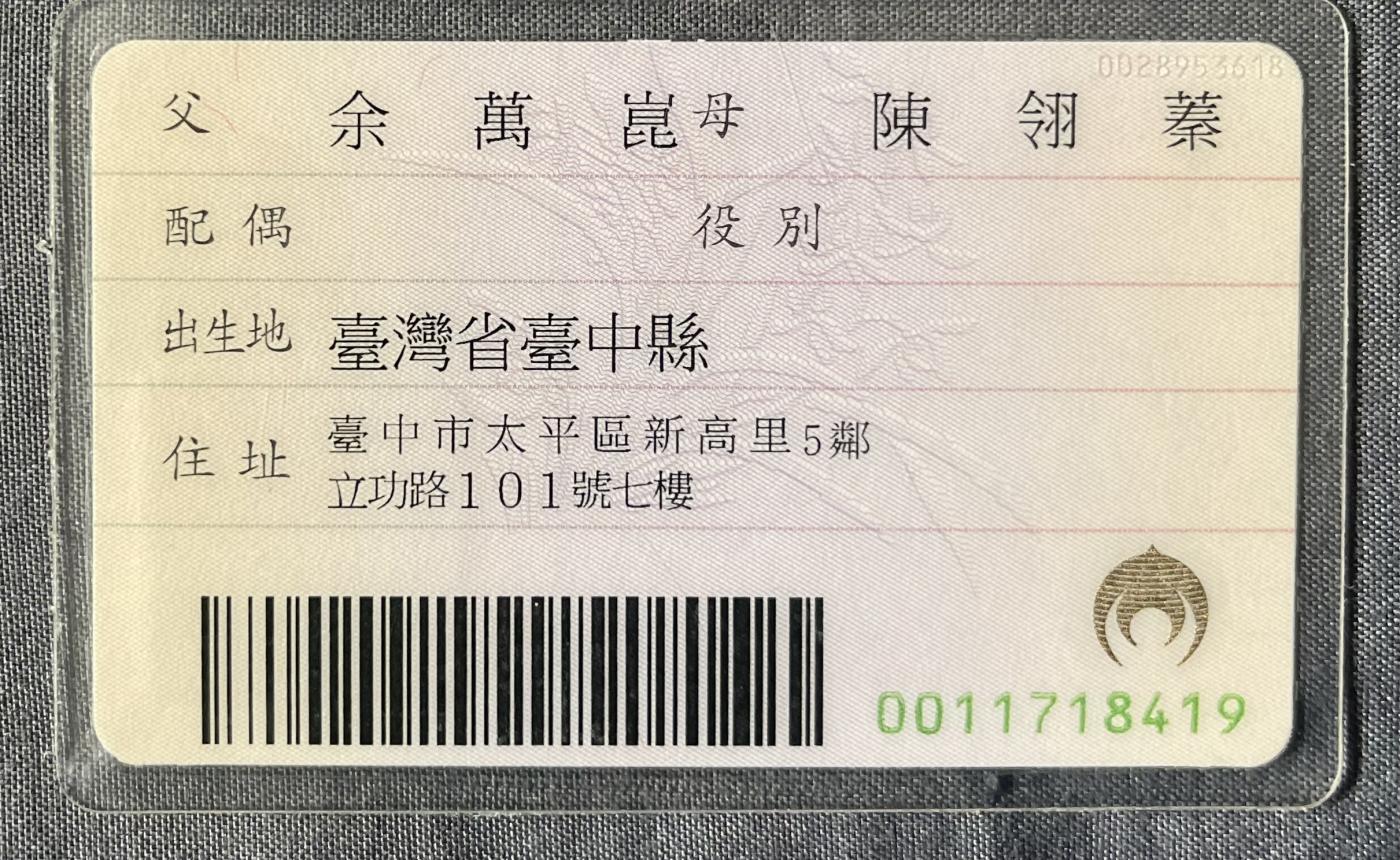 0028953618
父 余萬崑 母 陳翎蓁
配偶 役別
出生地 臺灣省臺中縣
住址 臺中市太平區新高里5鄰
立功路101號七樓
0011718419